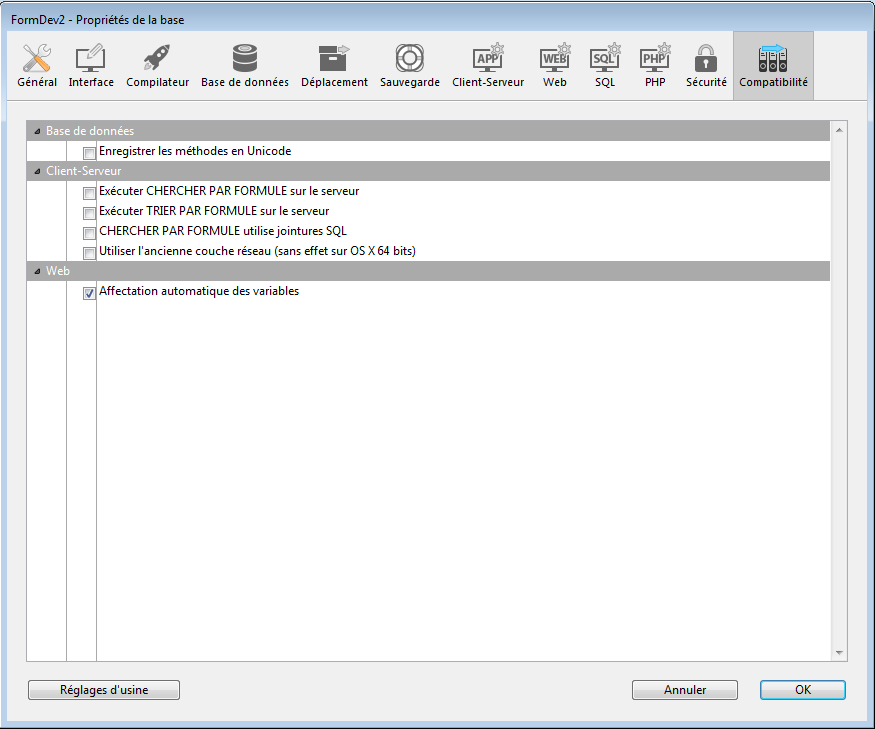 FormDev2 - Propriétés de la base
APP WEB SQL PHP
Général Interface Compilateur Base de données Déplacement Sauvegarde Client-Serveur Web SQL PHP Sécurité Compatibilité
Base de données
Enregistrer les méthodes en Unicode
Client-Serveur
Exécuter CHERCHER PAR FORMULE sur le serveur
Exécuter TRIER PAR FORMULE sur le serveur
CHERCHER PAR FORMULE utilise jointures SQL
Utiliser l'ancienne couche réseau (sans effet sur OS X 64 bits)
Web
Affectation automatique des variables
Réglages d'usine Annuler OK